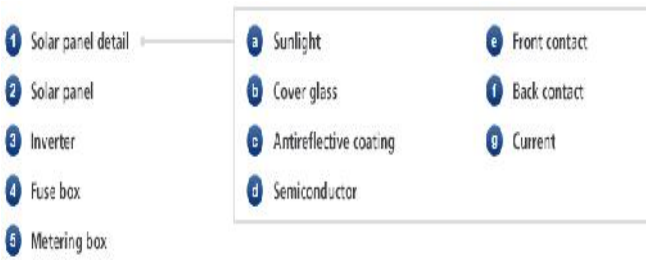 1 Solar panel detail
2 Solar panel
3 Inverter
4 Fuse box
5 Metering box
a Sunlight
b Cover glass
c Antireflective coating
d Semiconductor
e Front contact
f Back contact
g Current